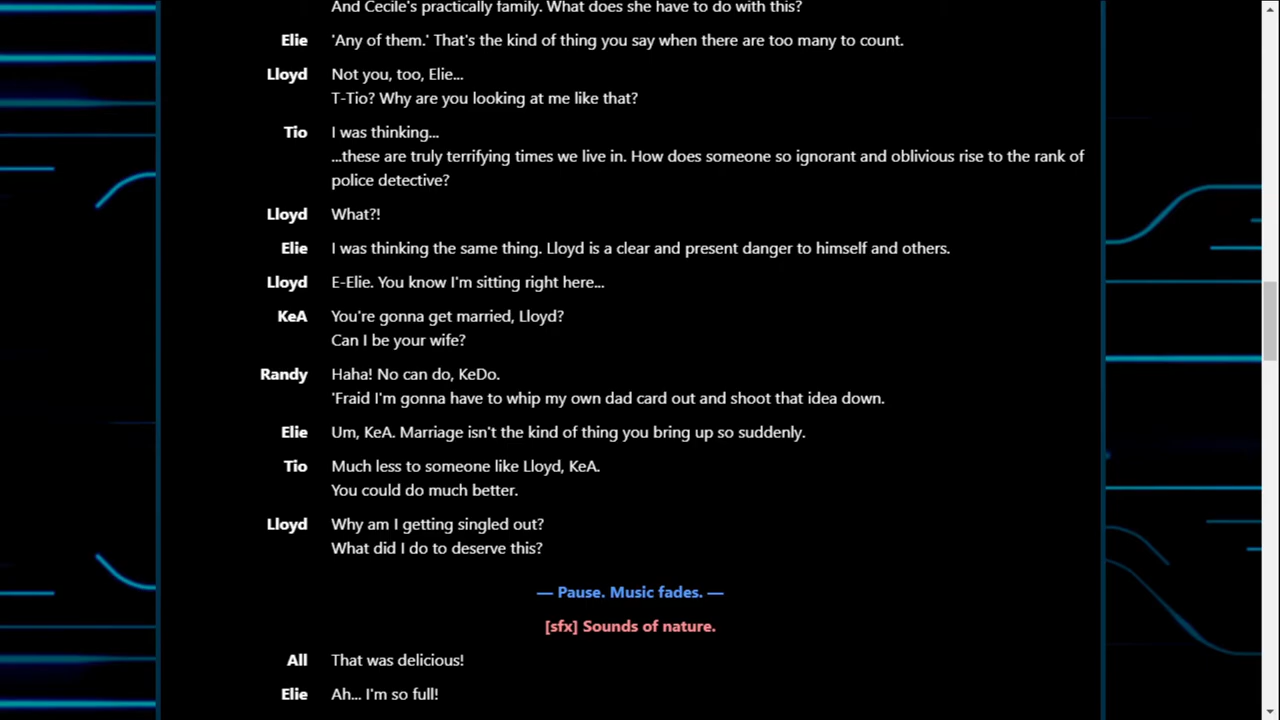 And Cecile's practically family. What does she have to do with this?
Elie 'Any of them.' That's the kind of thing you say when there are too many to count.
Lloyd Not you, too, Elie...
T-Tio? Why are you looking at me like that?
Tio I was thinking...
...these are truly terrifying times we live in. How does someone so ignorant and oblivious rise to the rank of
police detective?
Lloyd What?!
Elie I was thinking the same thing. Lloyd is a clear and present danger to himself and others.
Lloyd E-Elie. You know I'm sitting right here...
KeA You're gonna get married, Lloyd?
Can I be your wife?
Randy Haha! No can do, KeDo.
'Fraid I'm gonna have to whip my own dad card out and shoot that idea down.
Elie Um, KeA. Marriage isn't the kind of thing you bring up so suddenly.
Tio Much less to someone like Lloyd, KeA.
You could do much better.
Lloyd Why am I getting singled out?
What did I do to deserve this?
— Pause. Music fades. —
[sfx] Sounds of nature.
All That was delicious!
Elie Ah... I'm so full!